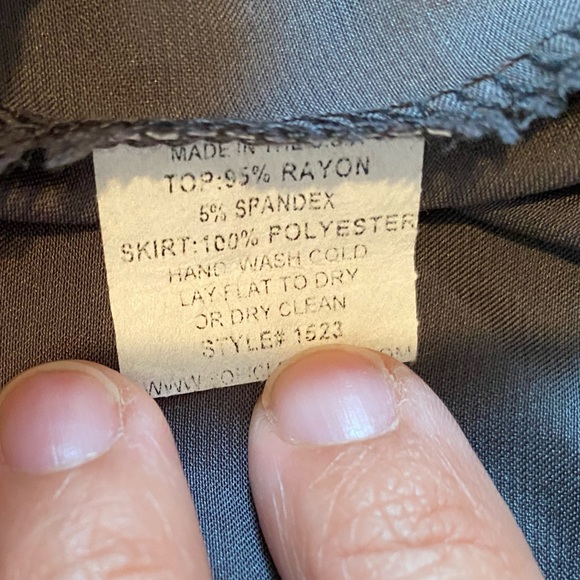 MADE IN THE U.S.A
TOP:95% RAYON
5% SPANDEX
SKIRT:100% POLYESTER
HAND WASH COLD
LAY FLAT TO DRY
OR DRY CLEAN
STYLE# 1523